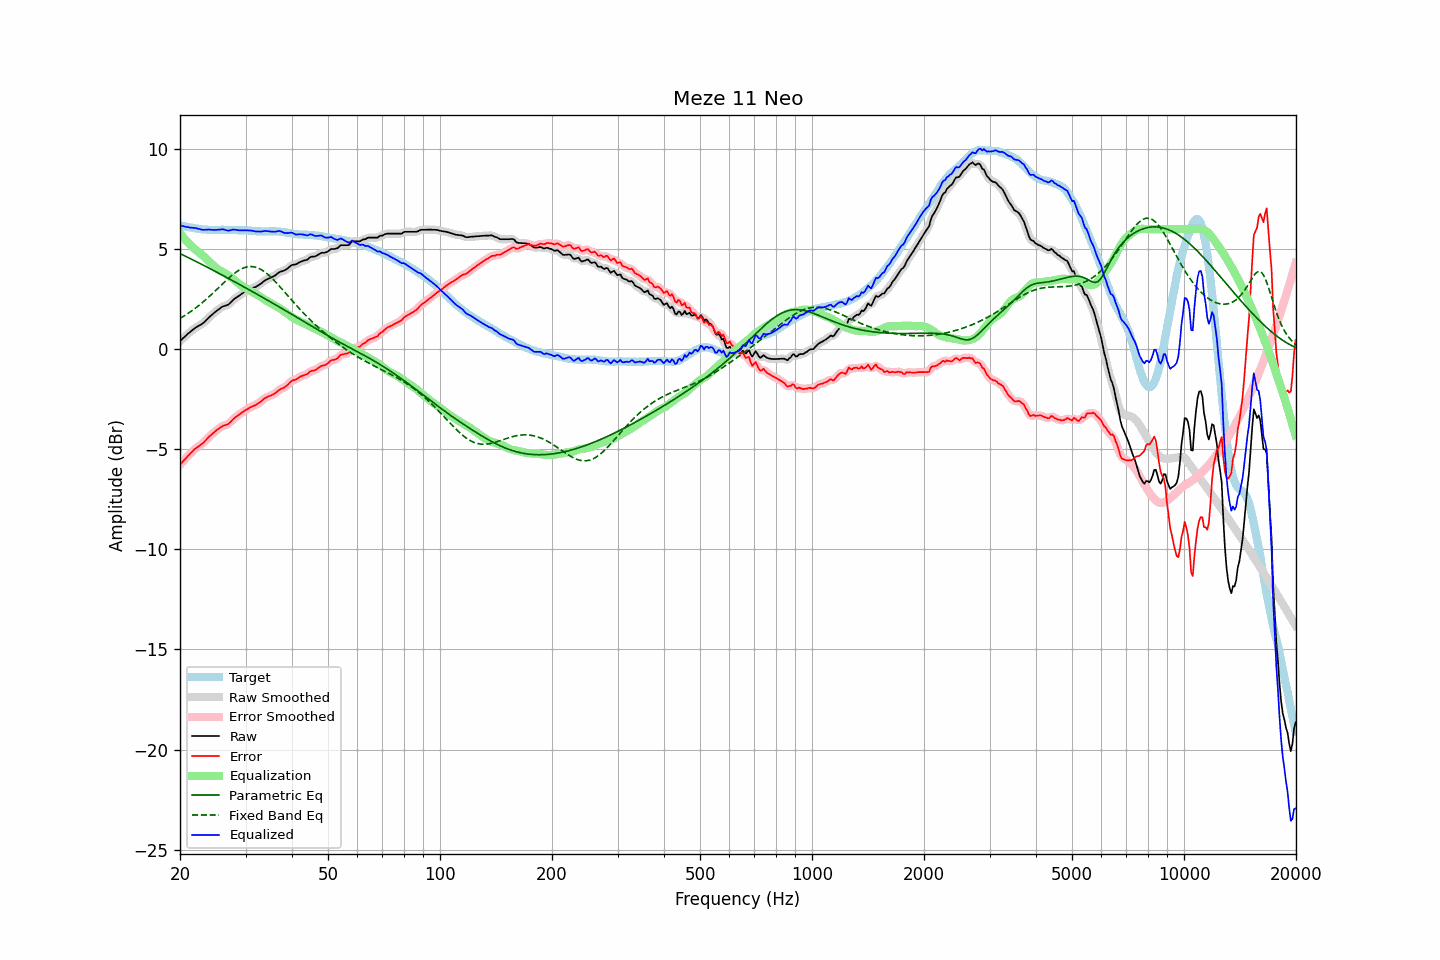 Meze 11 Neo
Amplitude (dBr)
10
5
0
−5
−10
−15
−20
−25
Target
Raw Smoothed
Error Smoothed
Raw
Error
Equalization
Parametric Eq
Fixed Band Eq
Equalized
20
50
100
200
500
1000
2000
5000
10000
20000
Frequency (Hz)